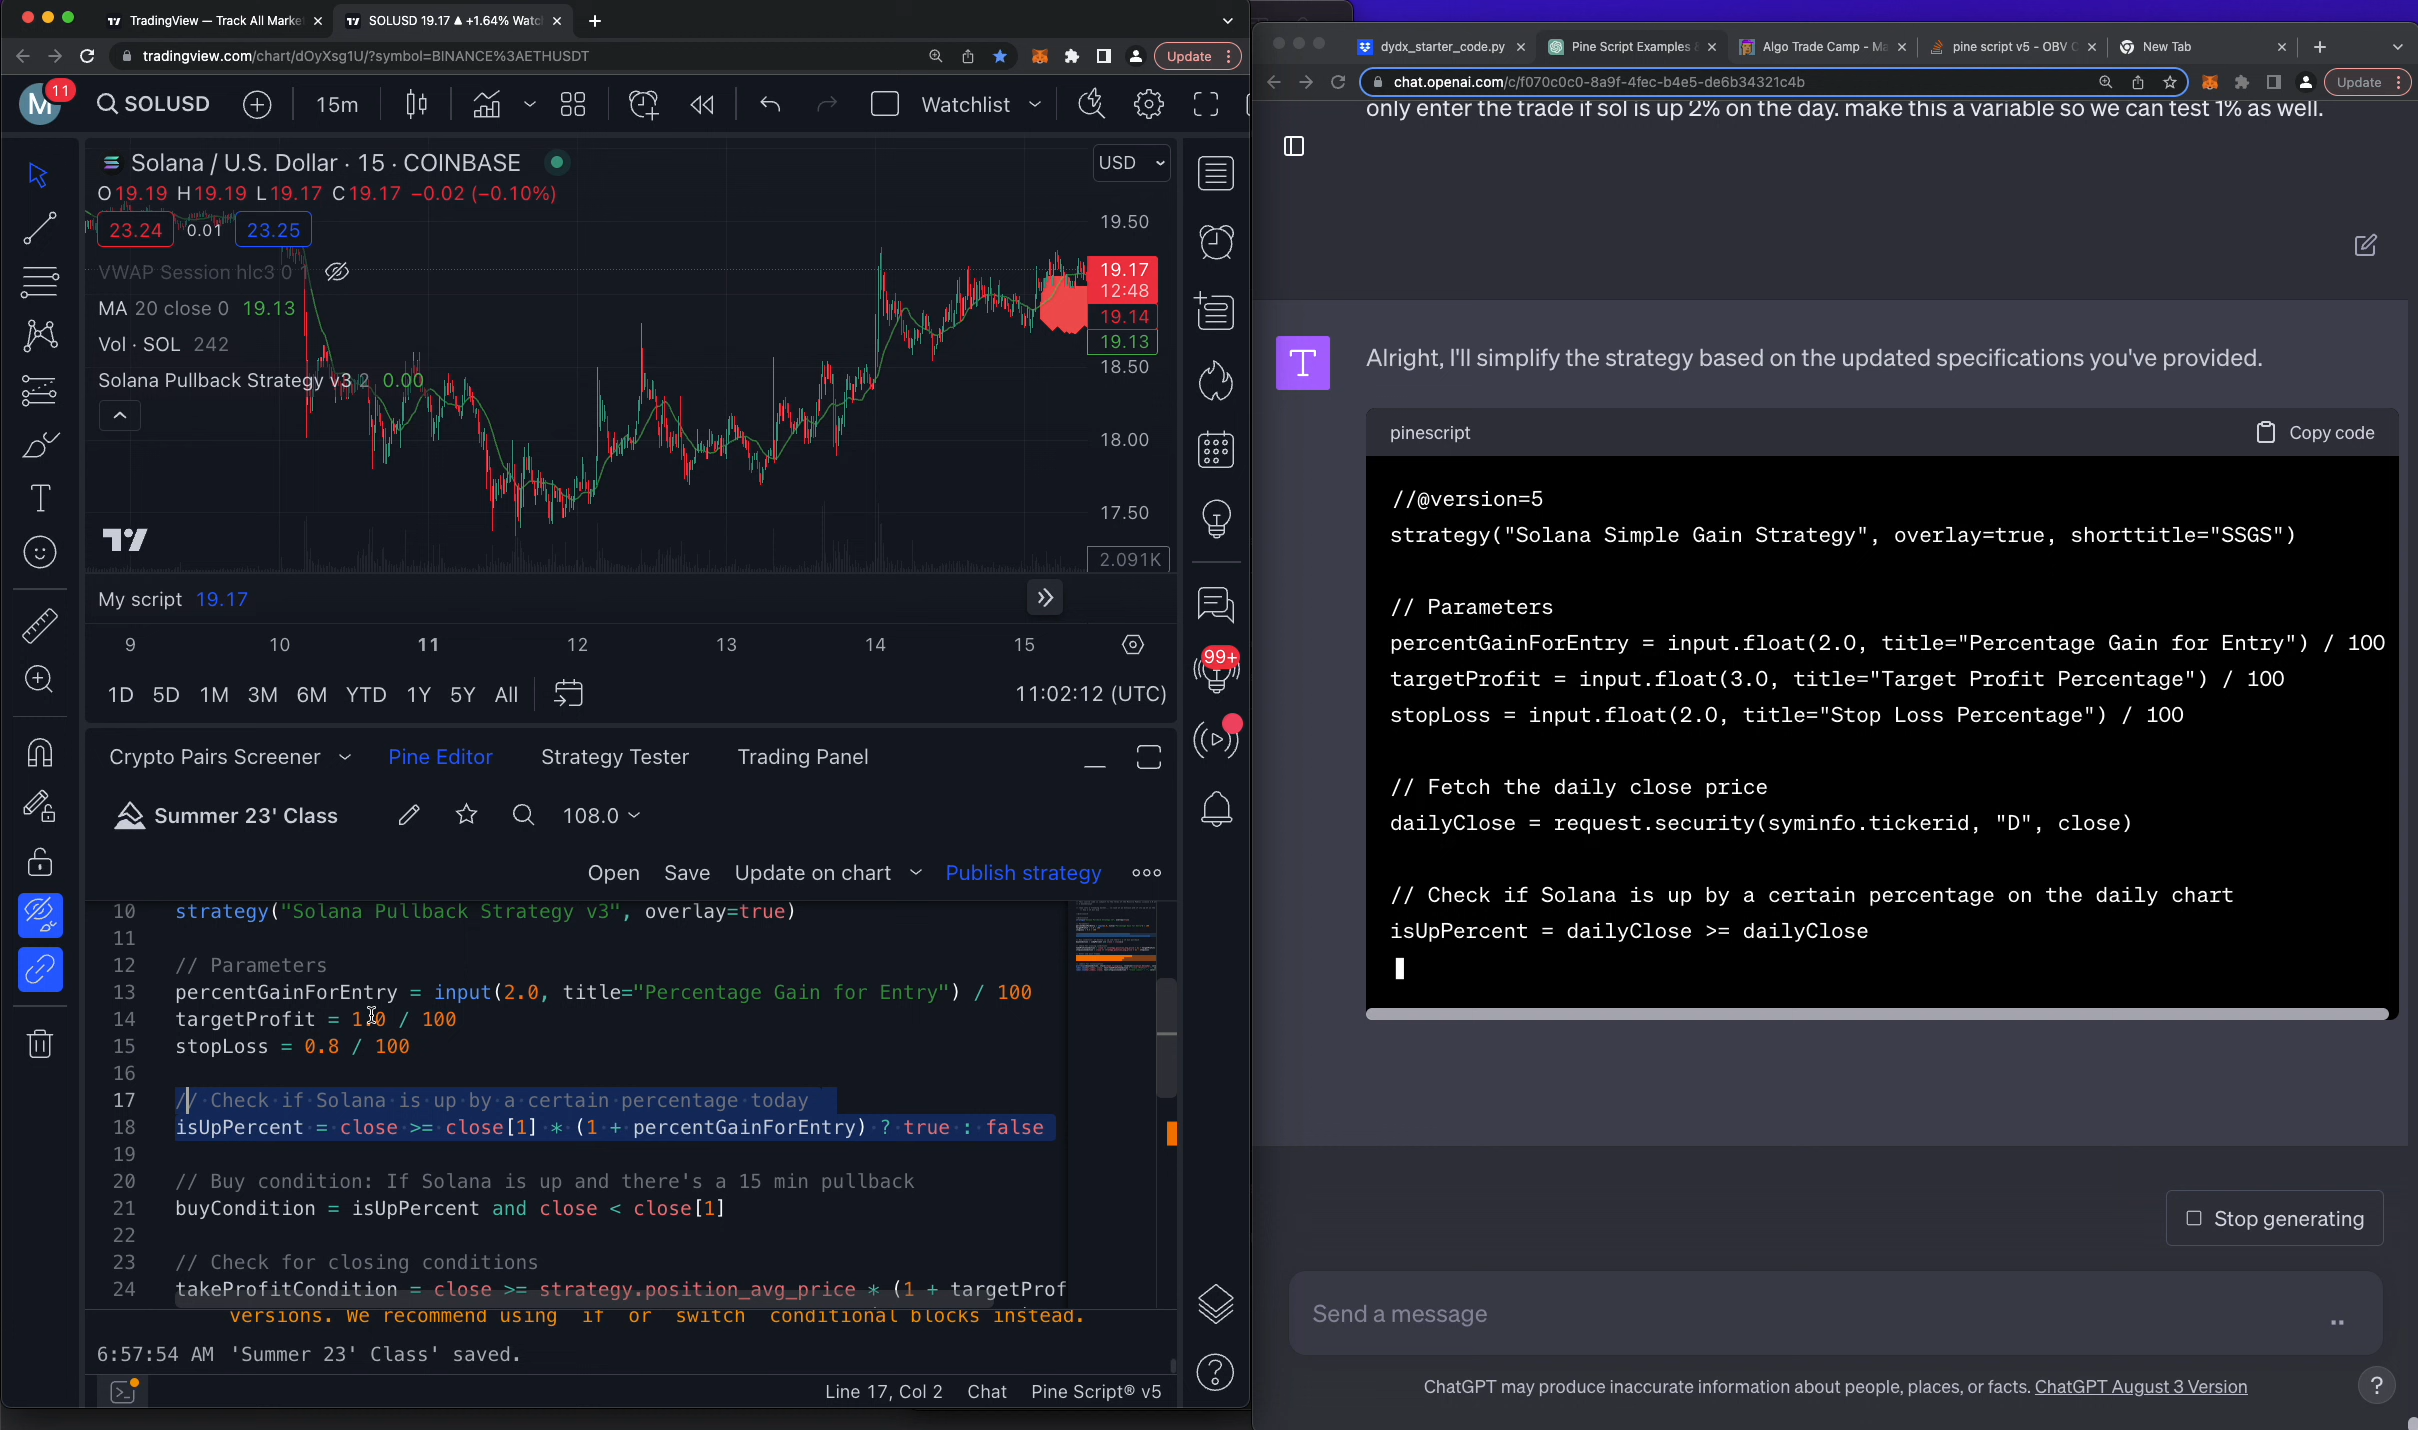 TradingView — Track All Marke
SOLUSD 19.17 ▲ +1.64% Watc
tradingview.com/chart/dOyXsg1U/?symbol=BINANCE%3AETHUSDT
Update
M
11
SOLUSD
15m
Watchlist
Solana / U.S. Dollar · 15 · COINBASE
USD
O19.19 H19.19 L19.17 C19.17 −0.02 (−0.10%)
23.24
0.01
23.25
VWAP Session hlc3 0 1
MA 20 close 0 19.13
Vol · SOL 242
Solana Pullback Strategy v3 2 0.00
19.50
19.17
12:48
19.14
19.13
18.50
18.00
17.50
2.091K
My script 19.17
9 10 11 12 13 14 15
1D 5D 1M 3M 6M YTD 1Y 5Y All
11:02:12 (UTC)
99+
Crypto Pairs Screener
Pine Editor
Strategy Tester
Trading Panel
Summer 23' Class
108.0
Open
Save
Update on chart
Publish strategy
10 strategy("Solana Pullback Strategy v3", overlay=true)
11
12 // Parameters
13 percentGainForEntry = input(2.0, title="Percentage Gain for Entry") / 100
14 targetProfit = 1.0 / 100
15 stopLoss = 0.8 / 100
16
17 // Check if Solana is up by a certain percentage today
18 isUpPercent = close >= close[1] * (1 + percentGainForEntry) ? true : false
19
20 // Buy condition: If Solana is up and there's a 15 min pullback
21 buyCondition = isUpPercent and close < close[1]
22
23 // Check for closing conditions
24 takeProfitCondition = close >= strategy.position_avg_price * (1 + targetProf
versions. We recommend using if or switch conditional blocks instead.
6:57:54 AM 'Summer 23' Class' saved.
Line 17, Col 2
Chat
Pine Script® v5
dydx_starter_code.py
Pine Script Examples &
Algo Trade Camp - Ma
pine script v5 - OBV C
New Tab
chat.openai.com/c/f070c0c0-8a9f-4fec-b4e5-de6b34321c4b
Update
only enter the trade if sol is up 2% on the day. make this a variable so we can test 1% as well.
T
Alright, I'll simplify the strategy based on the updated specifications you've provided.
pinescript
Copy code
//@version=5
strategy("Solana Simple Gain Strategy", overlay=true, shorttitle="SSGS")
// Parameters
percentGainForEntry = input.float(2.0, title="Percentage Gain for Entry") / 100
targetProfit = input.float(3.0, title="Target Profit Percentage") / 100
stopLoss = input.float(2.0, title="Stop Loss Percentage") / 100
// Fetch the daily close price
dailyClose = request.security(syminfo.tickerid, "D", close)
// Check if Solana is up by a certain percentage on the daily chart
isUpPercent = dailyClose >= dailyClose
Stop generating
Send a message
ChatGPT may produce inaccurate information about people, places, or facts. ChatGPT August 3 Version
?